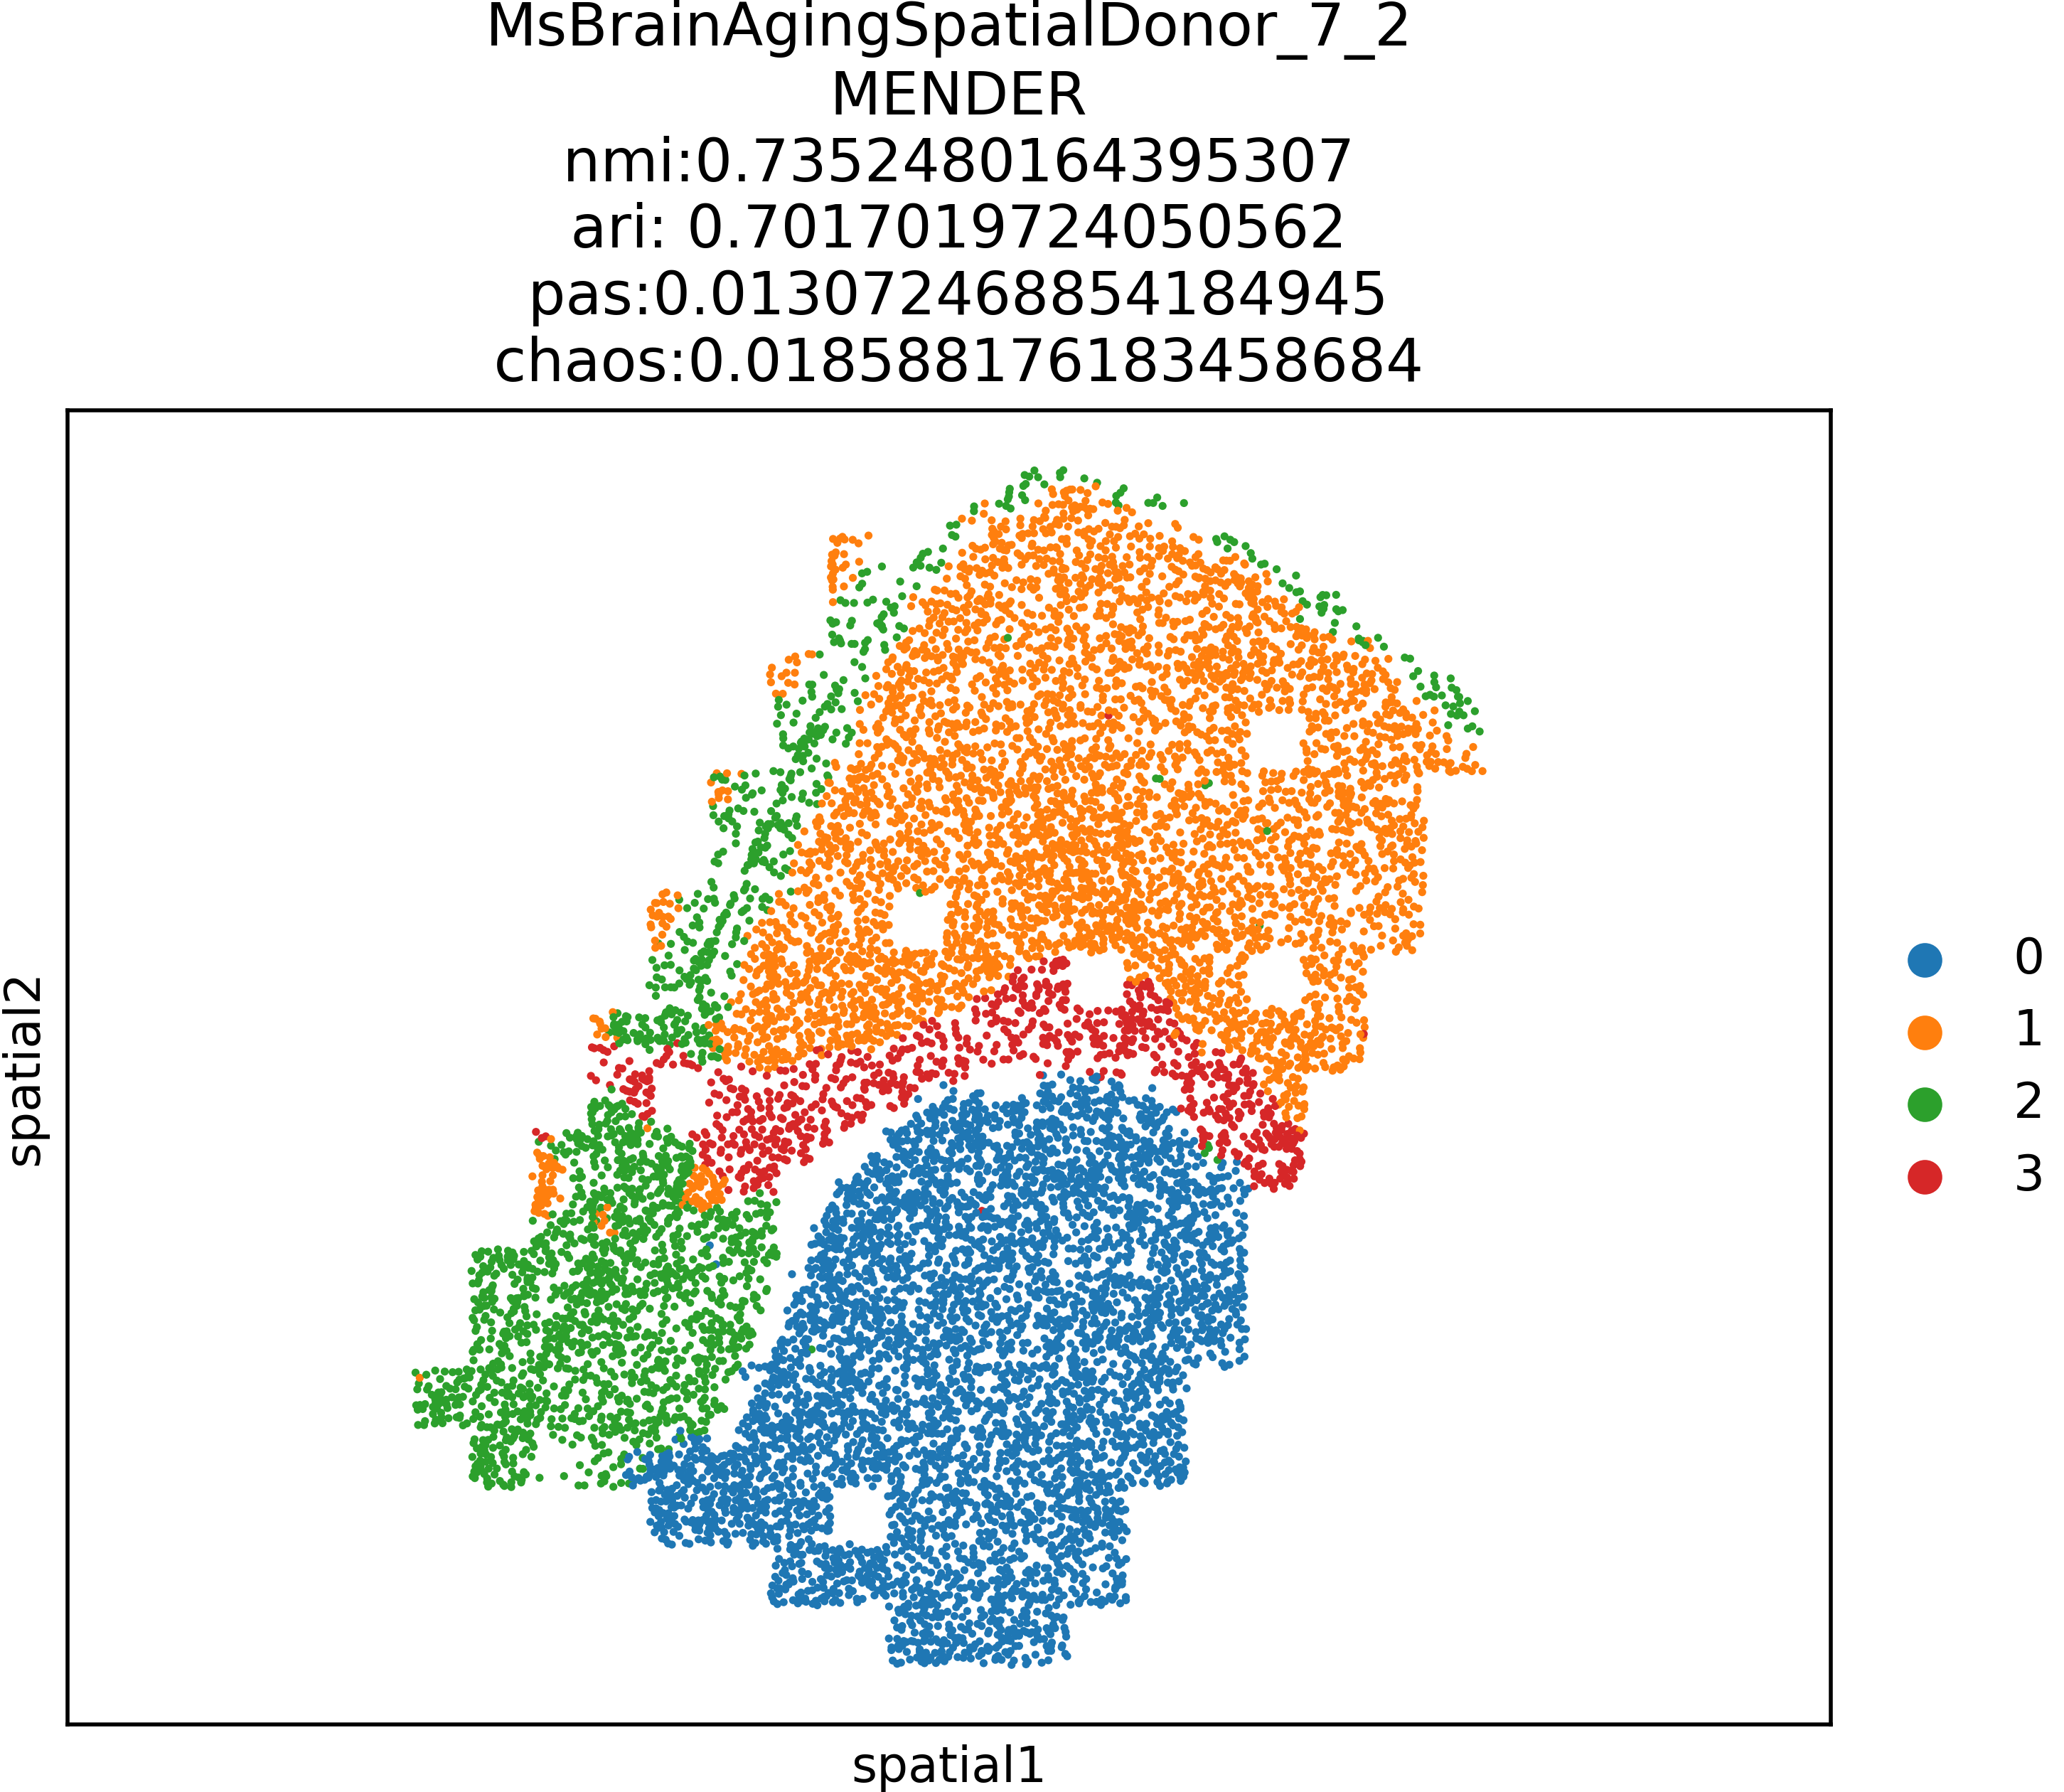 MsBrainAgingSpatialDonor_7_2
MENDER
nmi:0.7352480164395307
ari: 0.7017019724050562
pas:0.013072468854184945
chaos:0.018588176183458684
spatial2
0
1
2
3
spatial1